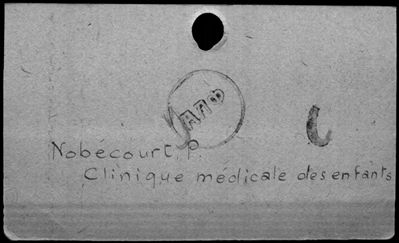 Nobécourt, P.
Clinique médicale des enfants